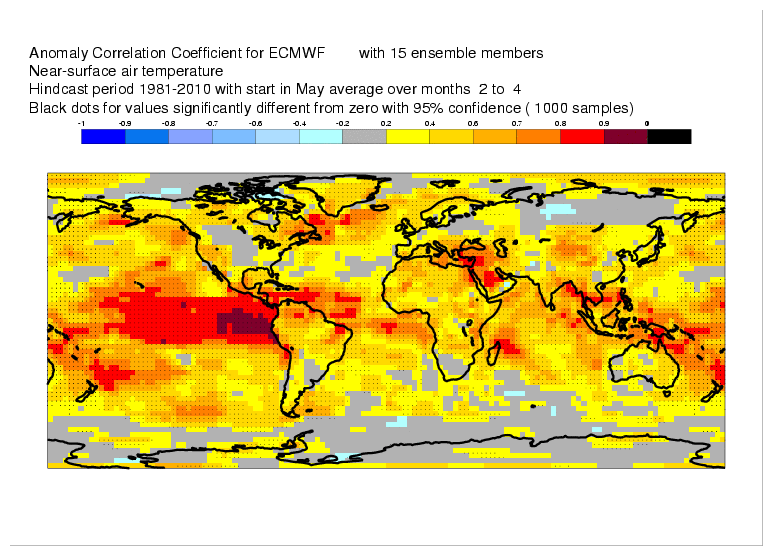 Anomaly Correlation Coefficient for ECMWF with 15 ensemble members
Near-surface air temperature
Hindcast period 1981-2010 with start in May average over months 2 to 4
Black dots for values significantly different from zero with 95% confidence ( 1000 samples)
-1 -0.9 -0.8 -0.7 -0.6 -0.4 -0.2 0.2 0.4 0.6 0.7 0.8 0.9